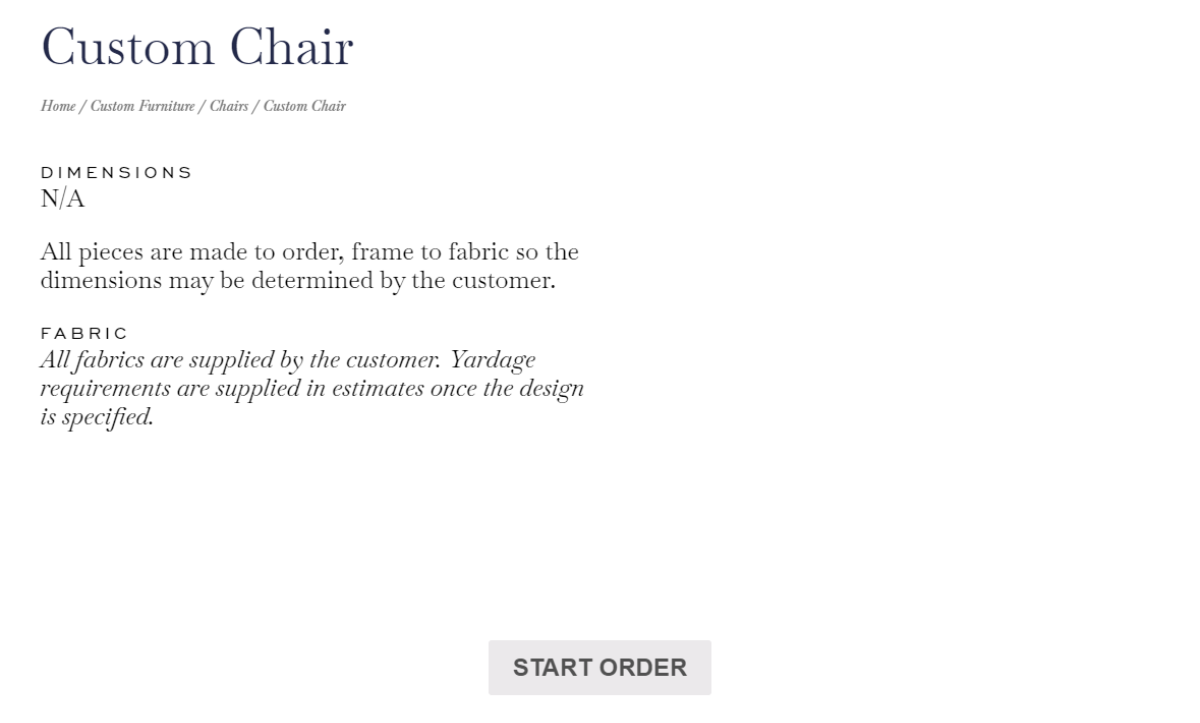 Custom Chair
Home / Custom Furniture / Chairs / Custom Chair
DIMENSIONS
N/A
All pieces are made to order, frame to fabric so the
dimensions may be determined by the customer.
FABRIC
All fabrics are supplied by the customer. Yardage
requirements are supplied in estimates once the design
is specified.
START ORDER